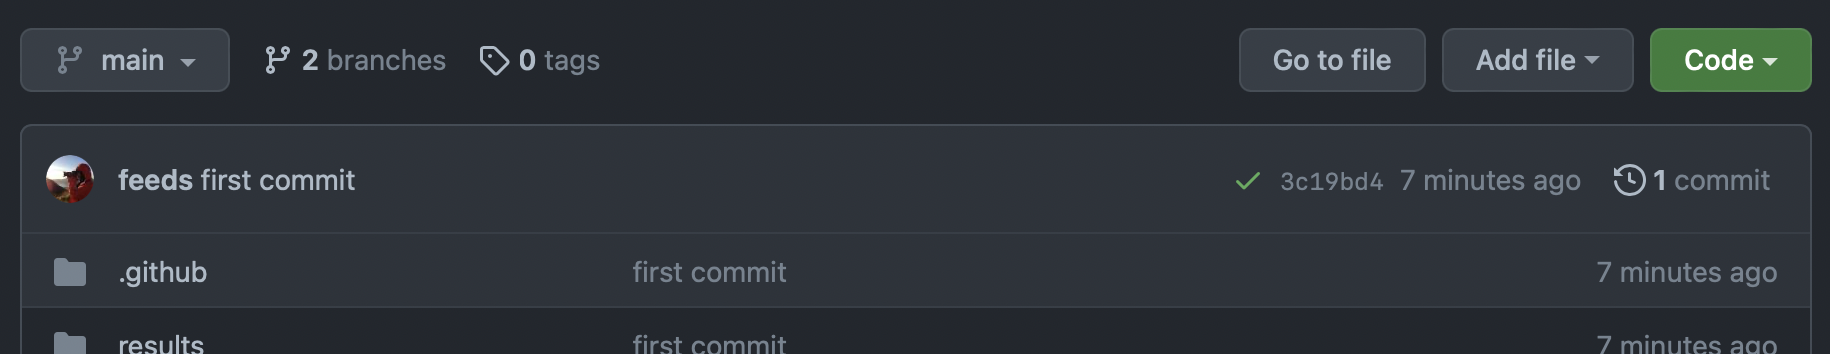 main 2 branches 0 tags Go to file Add file Code
feeds first commit 3c19bd4 7 minutes ago 1 commit
.github first commit 7 minutes ago
results first commit 7 minutes ago